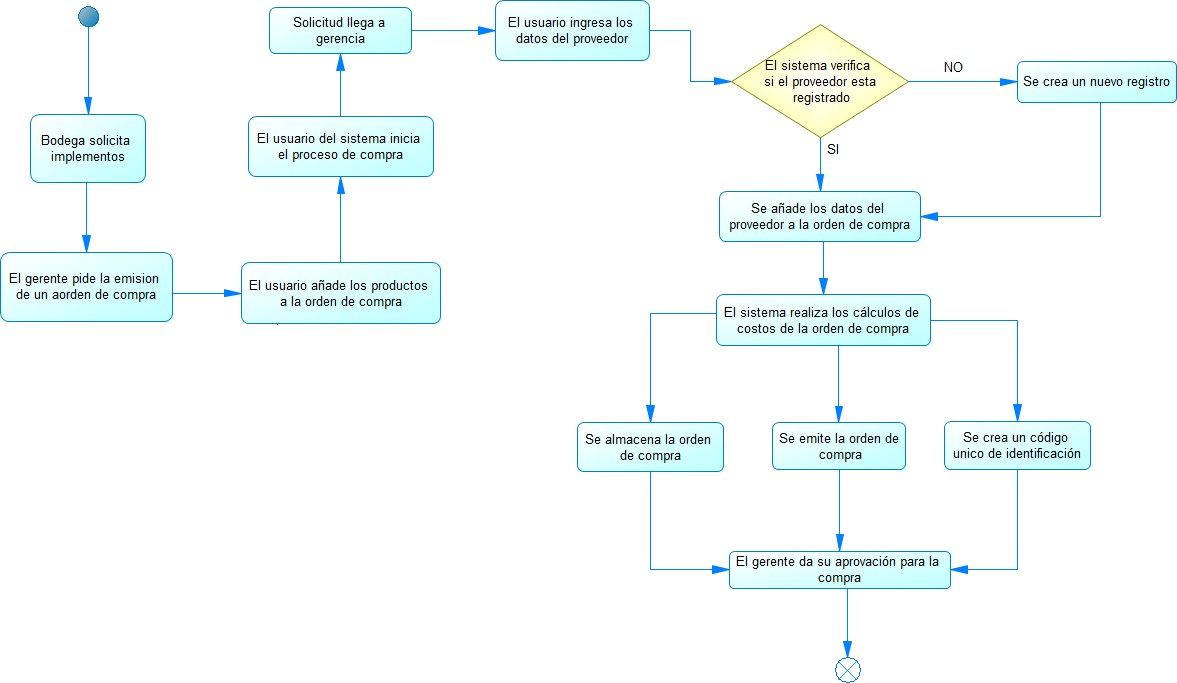 Bodega solicita
implementos
El gerente pide la emision
de un aorden de compra
El usuario añade los productos
a la orden de compra
El usuario del sistema inicia
el proceso de compra
Solicitud llega a
gerencia
El usuario ingresa los
datos del proveedor
El sistema verifica
si el proveedor esta
registrado
NO
Se crea un nuevo registro
SI
Se añade los datos del
proveedor a la orden de compra
El sistema realiza los cálculos de
costos de la orden de compra
Se almacena la orden
de compra
Se emite la orden de
compra
Se crea un código
unico de identificación
El gerente da su aprovación para la
compra